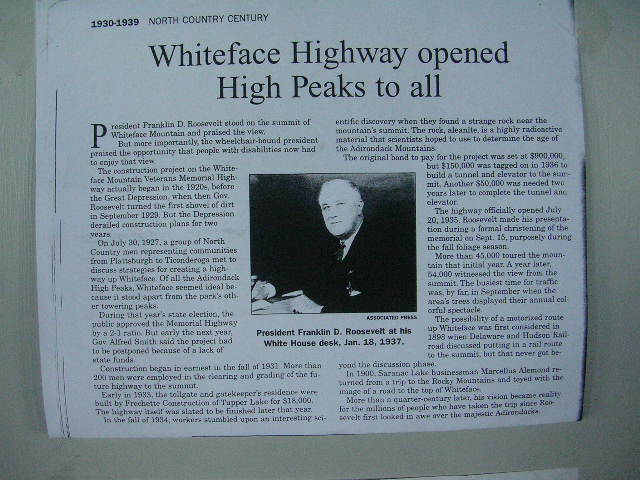 1930-1939 NORTH COUNTRY CENTURY
Whiteface Highway opened
High Peaks to all
President Franklin D. Roosevelt stood on the summit of
Whiteface Mountain and praised the view.
But more importantly, the wheelchair-bound president
praised the opportunity that people with disabilities now had
to enjoy that view.
The construction project on the White-
face Mountain Veterans Memorial High-
way actually began in the 1920s, before
the Great Depression, when then Gov.
Roosevelt turned the first shovel of dirt
in September 1929. But the Depression
derailed construction plans for two
years.
On July 30, 1927, a group of North
Country men representing communities
from Plattsburgh to Ticonderoga met to
discuss strategies for creating a high-
way up Whiteface. Of all the Adirondack
High Peaks, Whiteface seemed ideal be-
cause it stood apart from the park's oth-
er towering peaks.
During that year's state election, the
public approved the Memorial Highway
by a 2-1 ratio. But early the next year,
Gov. Alfred Smith said the project had
to be postponed because of a lack of
state funds.
Construction began in earnest in the fall of 1931. More than
200 men were employed in the clearing and grading of the fu-
ture highway to the summit.
Early in 1933, the tollgate and gatekeeper's residence were
built by Frechette Construction of Tupper Lake for $18,000.
The highway itself was slated to be finished later that year.
In the fall of 1934, workers stumbled upon an interesting sci-
entific discovery when they found a strange rock near the
mountain's summit. The rock, aleanite, is a highly radioactive
material that scientists hoped to use to determine the age of
the Adirondack Mountains.
The original bond to pay for the project was set at $900,000,
but $150,000 was tagged on in 1936 to
build a tunnel and elevator to the sum-
mit. Another $50,000 was needed two
years later to complete the tunnel and
elevator.
The highway officially opened July
20, 1935. Roosevelt made his presenta-
tion during a formal christening of the
memorial on Sept. 15, purposely during
the fall foliage season.
More than 45,000 toured the moun-
tain that initial year. A year later,
54,000 witnessed the view from the
summit. The busiest time for traffic
was, by far, in September when the
area's trees displayed their annual col-
orful spectacle.
The possibility of a motorized route
up Whiteface was first considered in
1898 when Delaware and Hudson Rail-
road discussed putting in a rail route
to the summit, but that never got be-
yond the discussion phase.
In 1900, Saranac Lake businessman Marcellus Alemond re-
turned from a trip to the Rocky Mountains and toyed with the
image of a road to the top of Whiteface.
More than a quarter-century later, his vision became reality
for the millions of people who have taken the trip since Roo-
sevelt first looked in awe over the majestic Adirondacks.
ASSOCIATED PRESS
President Franklin D. Roosevelt at his
White House desk, Jan. 18, 1937.